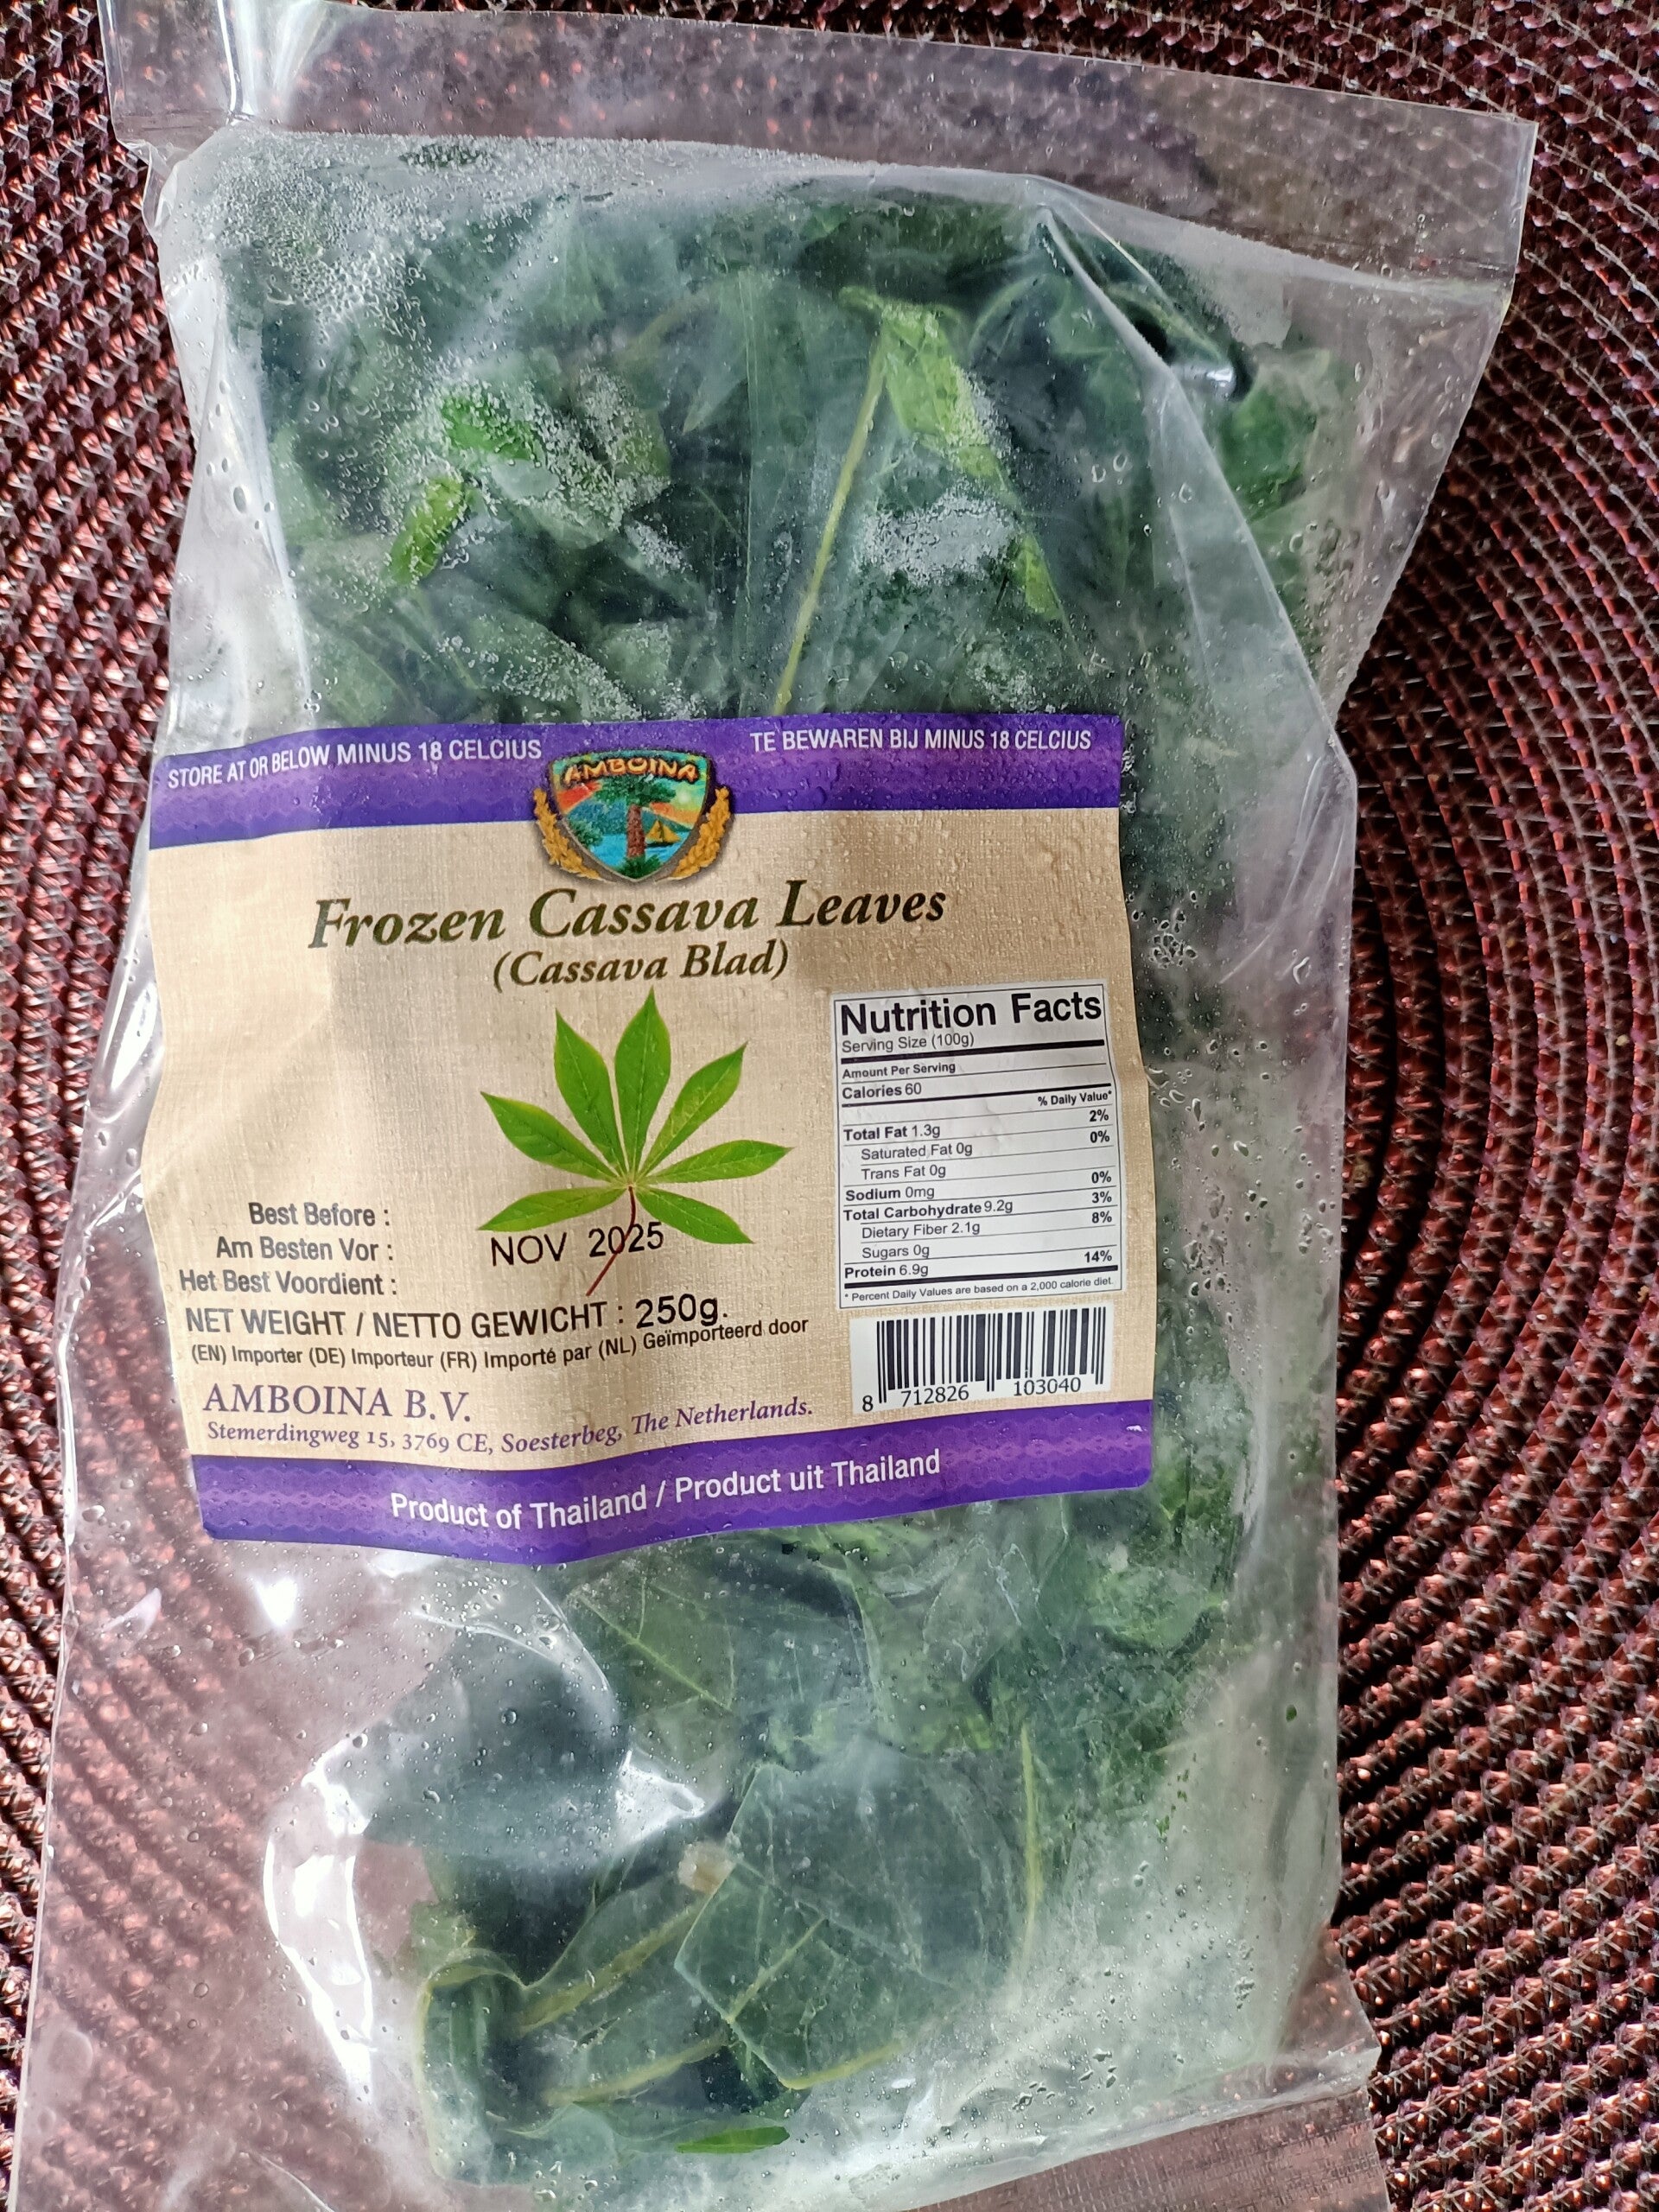 STORE AT OR BELOW MINUS 18 CELCIUS
TE BEWAREN BIJ MINUS 18 CELCIUS
AMBOINA
Frozen Cassava Leaves
(Cassava Blad)
Nutrition Facts
Serving Size (100g)
Amount Per Serving
Calories 60
% Daily Value*
Total Fat 1.3g 2%
Saturated Fat 0g 0%
Trans Fat 0g
Sodium 0mg 0%
Total Carbohydrate 9.2g 3%
Dietary Fiber 2.1g 8%
Sugars 0g
Protein 6.9g 14%
* Percent Daily Values are based on a 2,000 calorie diet.
Best Before :
Am Besten Vor :
Het Best Voordient :
NOV 2025
NET WEIGHT / NETTO GEWICHT : 250g.
(EN) Importer (DE) Importeur (FR) Importé par (NL) Geïmporteerd door
AMBOINA B.V.
Stemerdingweg 15, 3769 CE, Soesterbeg, The Netherlands.
8 712826 103040
Product of Thailand / Product uit Thailand